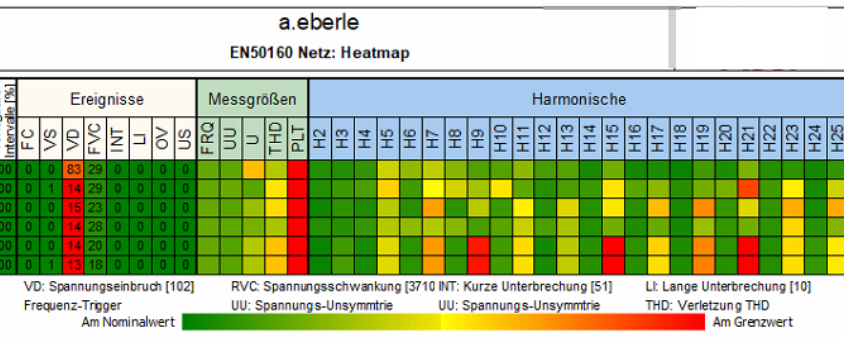 a.eberle
EN50160 Netz: Heatmap
Intervalle [%] Ereignisse Messgrößen Harmonische
FC VS VD FVC INT LI OV US FRQ UU U THD PLT H2 H3 H4 H5 H6 H7 H8 H9 H10 H11 H12 H13 H14 H15 H16 H17 H18 H19 H20 H21 H22 H23 H24 H25
00 0 0 83 29 0 0 0 0
00 0 1 14 29 0 0 0 0
00 0 0 15 23 0 0 0 0
00 0 0 14 28 0 0 0 0
00 0 0 14 20 0 0 0 0
00 0 1 13 18 0 0 0 0
VD: Spannungseinbruch [102] RVC: Spannungsschwankung [3710 INT: Kurze Unterbrechung [51] LI: Lange Unterbrechung [10]
Frequenz-Trigger UU: Spannungs-Unsymmtrie UU: Spannungs-Unsymmtrie THD: Verletzung THD
Am Nominalwert Am Grenzwert